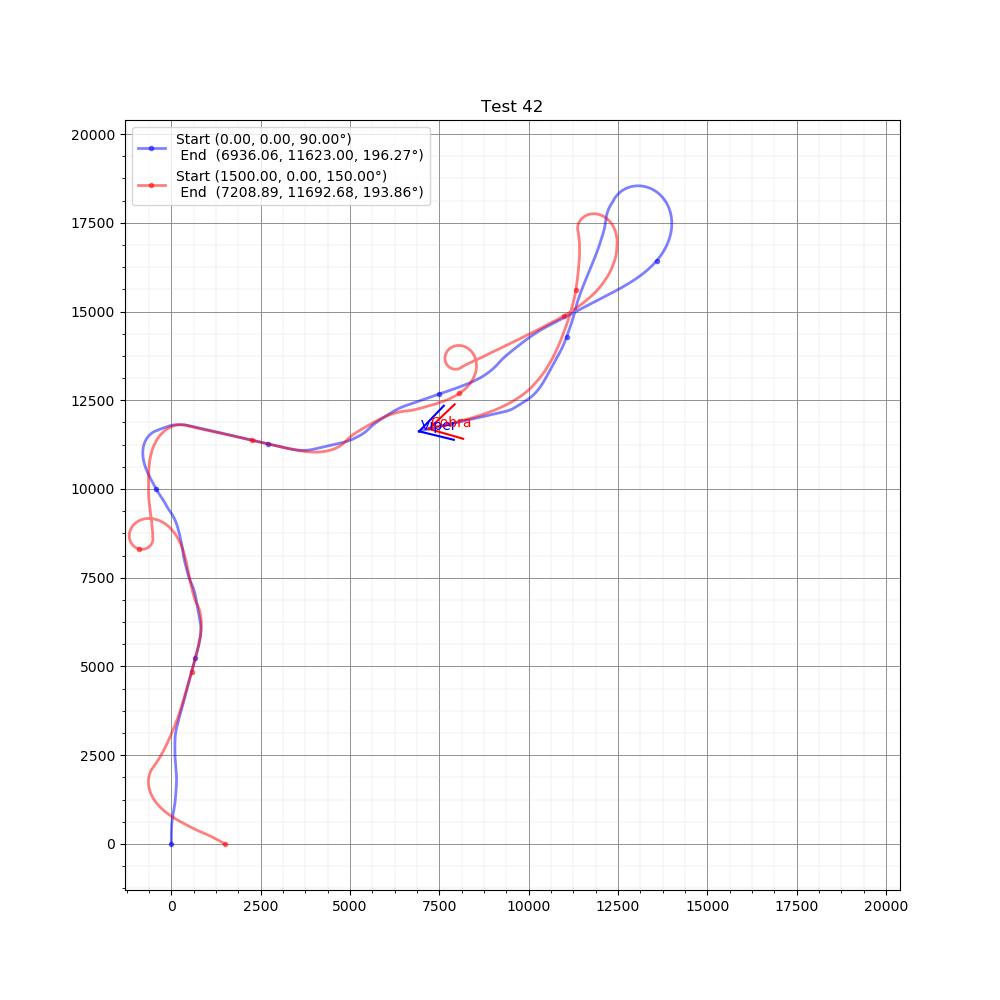 Test 42
Start (0.00, 0.00, 90.00°)
End (6936.06, 11623.00, 196.27°)
Start (1500.00, 0.00, 150.00°)
End (7208.89, 11692.68, 193.86°)
20000
17500
15000
12500
10000
7500
5000
2500
0
Viper
Cobra
0 2500 5000 7500 10000 12500 15000 17500 20000